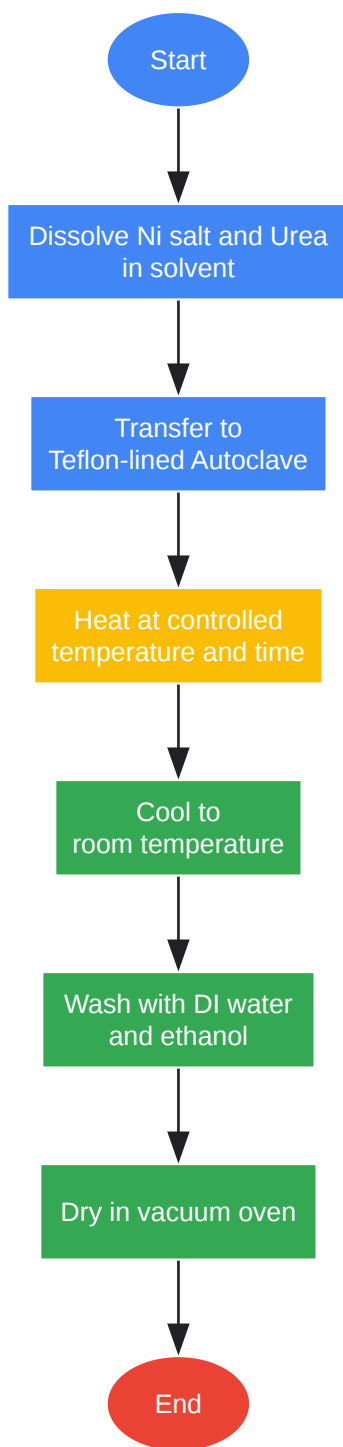 Start
Dissolve Ni salt and Urea
in solvent
Transfer to
Teflon-lined Autoclave
Heat at controlled
temperature and time
Cool to
room temperature
Wash with DI water
and ethanol
Dry in vacuum oven
End